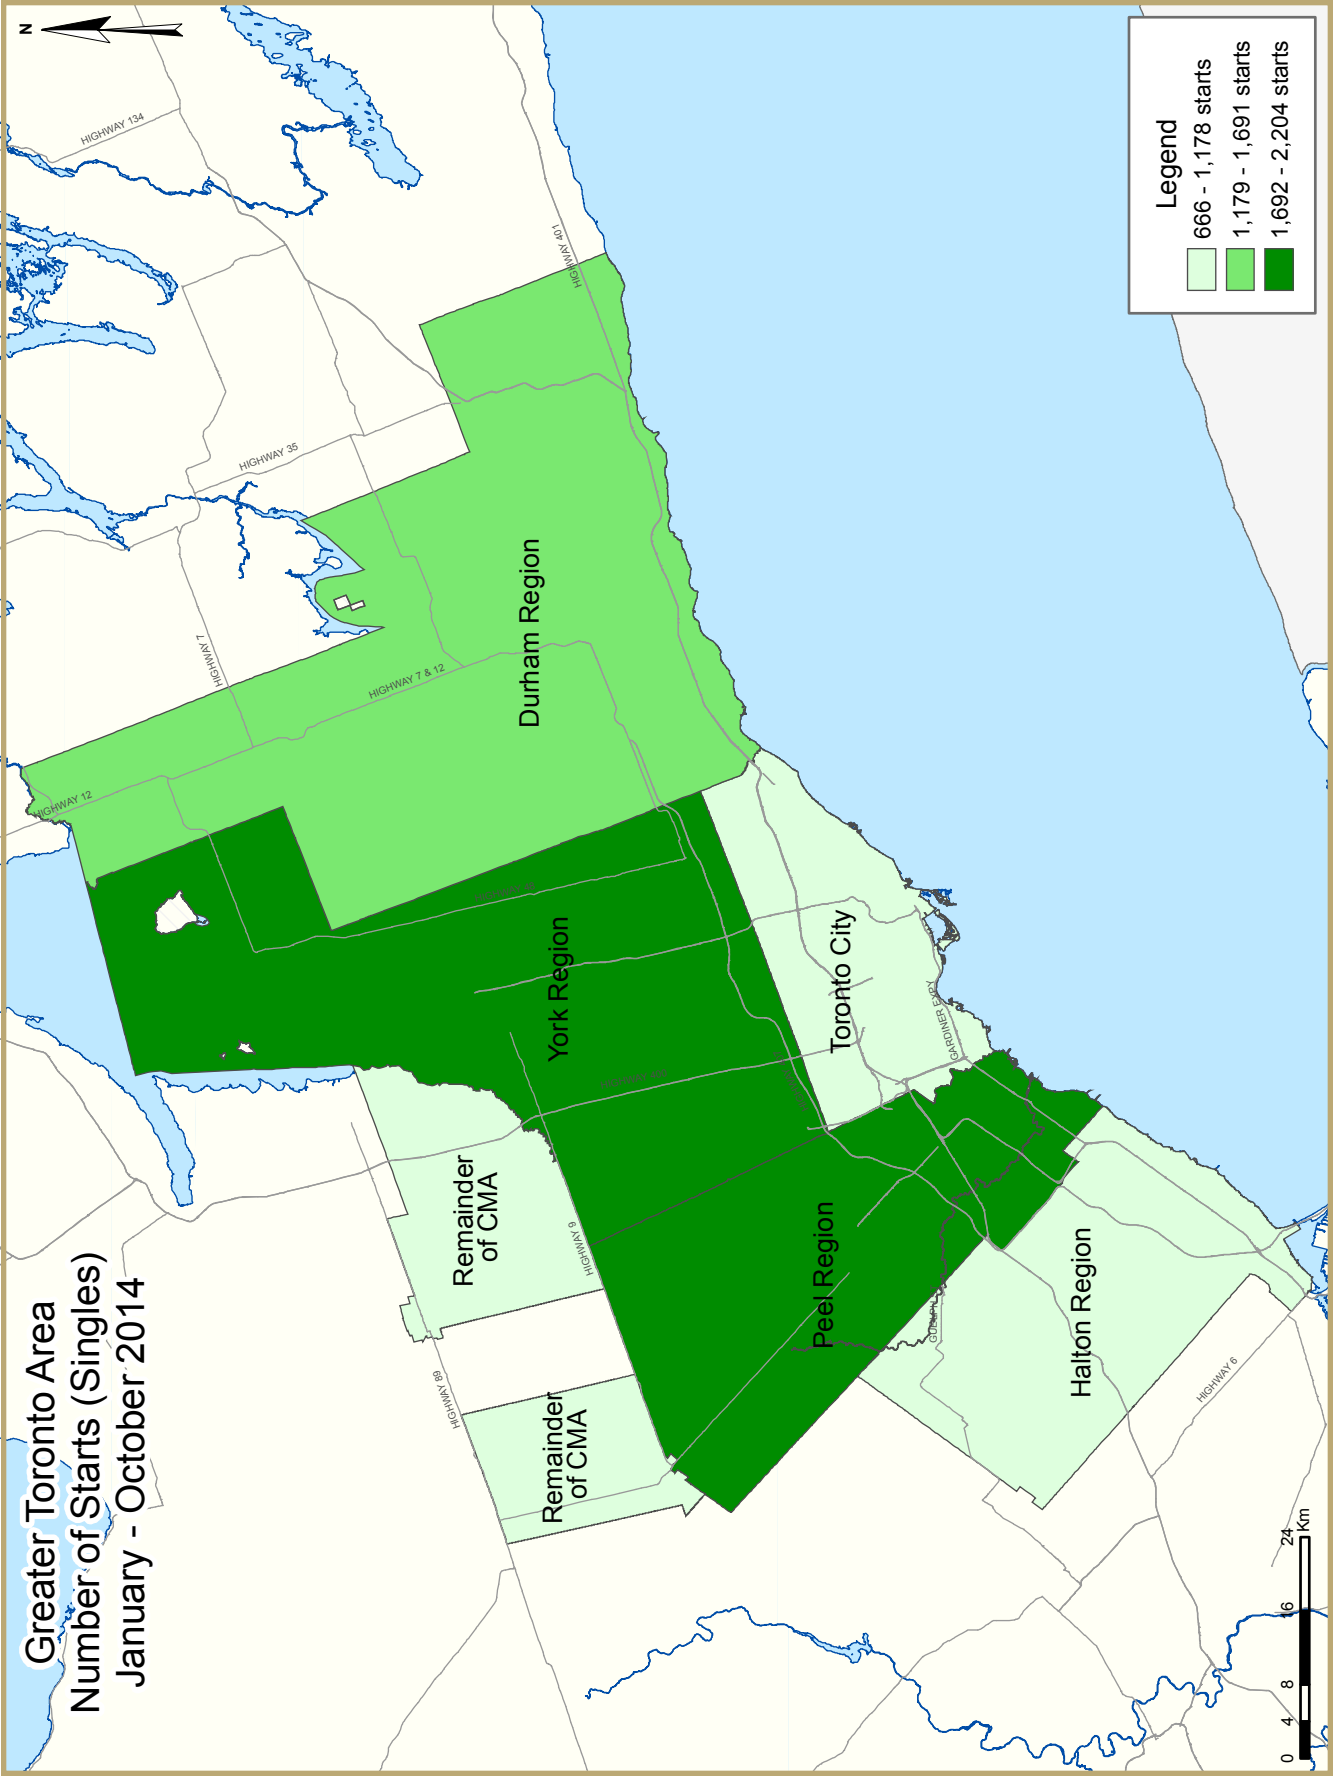 Greater Toronto Area
Number of Starts (Singles)
January - October 2014
N
HIGHWAY 134
HIGHWAY 401
HIGHWAY 35
HIGHWAY 7
HIGHWAY 7 & 12
HIGHWAY 12
Durham Region
York Region
Toronto City
GARDINER EXPY
Remainder
of CMA
HIGHWAY 9
Peel Region
HIGHWAY 89
Remainder
of CMA
Halton Region
HIGHWAY 6
Legend
666 - 1,178 starts
1,179 - 1,691 starts
1,692 - 2,204 starts
0 4 8 16 24
Km